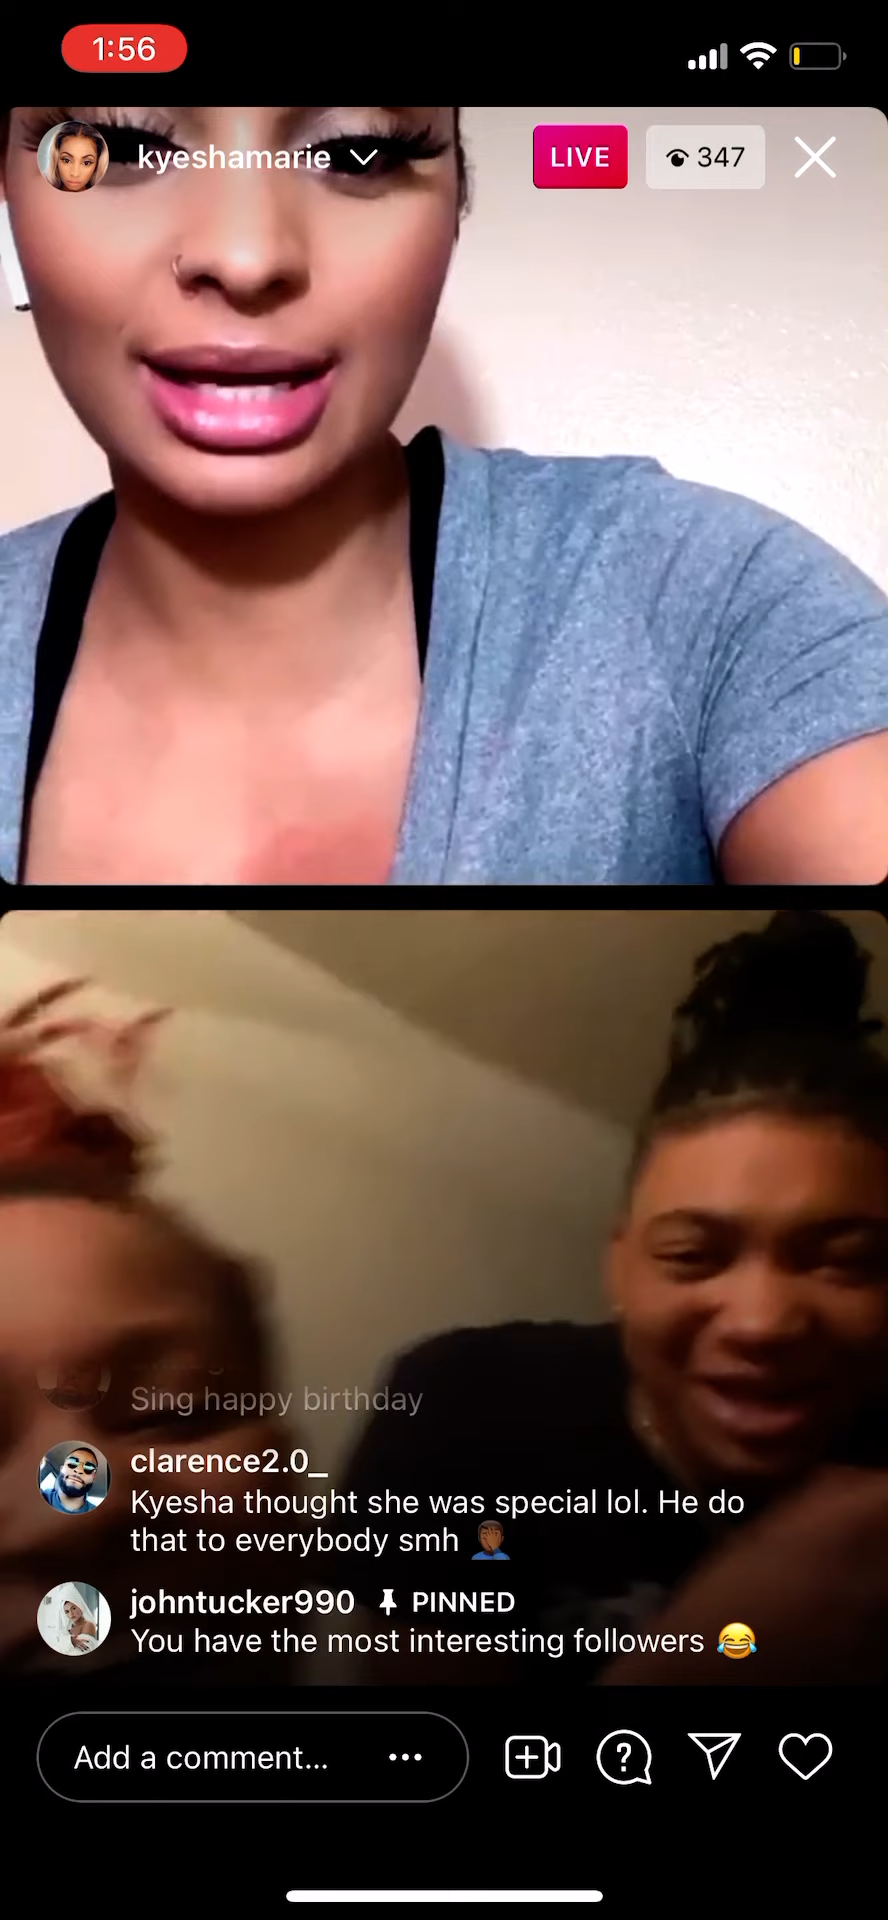 1:56
kyeshamarie
LIVE
347
Sing happy birthday
clarence2.0_
Kyesha thought she was special lol. He do
that to everybody smh 🤦🏾‍♂️
johntucker990 PINNED
You have the most interesting followers 😂
Add a comment...